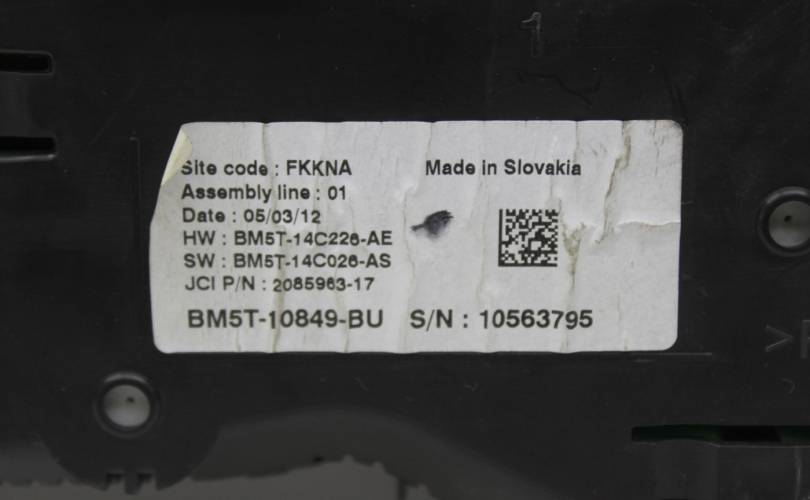 1
Site code : FKKNA Made in Slovakia
Assembly line : 01
Date : 05/03/12
HW : BM5T-14C226-AE
SW : BM5T-14C026-AS
JCI P/N : 2085963-17
BM5T-10849-BU S/N : 10563795